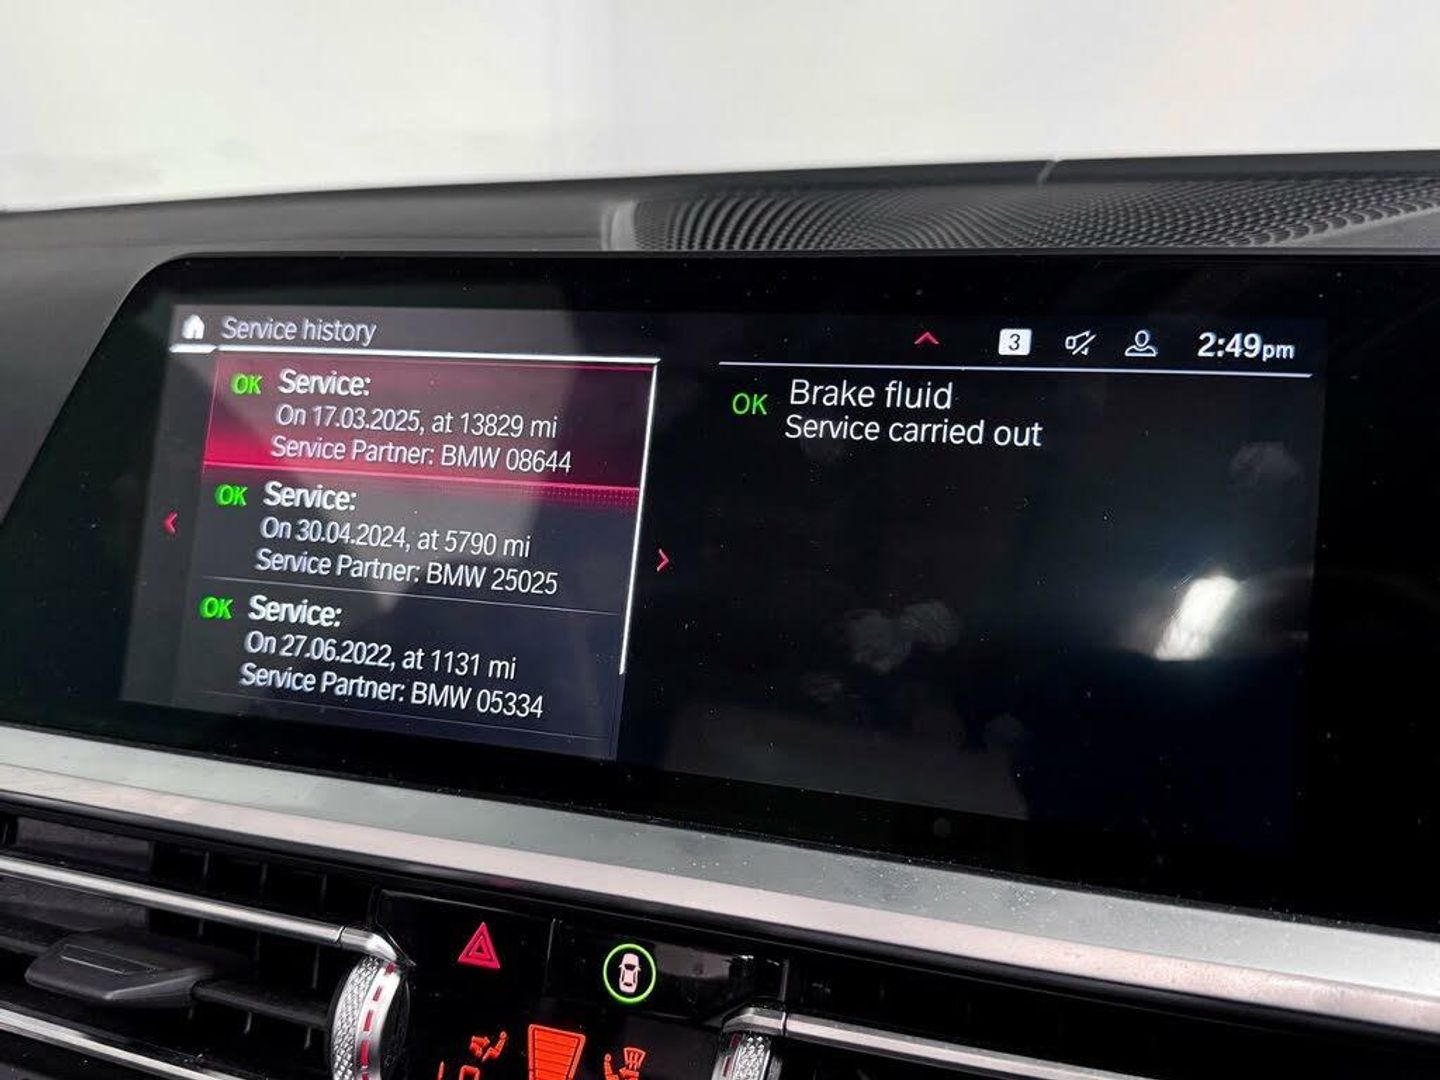 Service history
3
2:49pm
OK Service:
On 17.03.2025, at 13829 mi
Service Partner: BMW 08644
OK Service:
On 30.04.2024, at 5790 mi
Service Partner: BMW 25025
OK Service:
On 27.06.2022, at 1131 mi
Service Partner: BMW 05334
OK Brake fluid
Service carried out